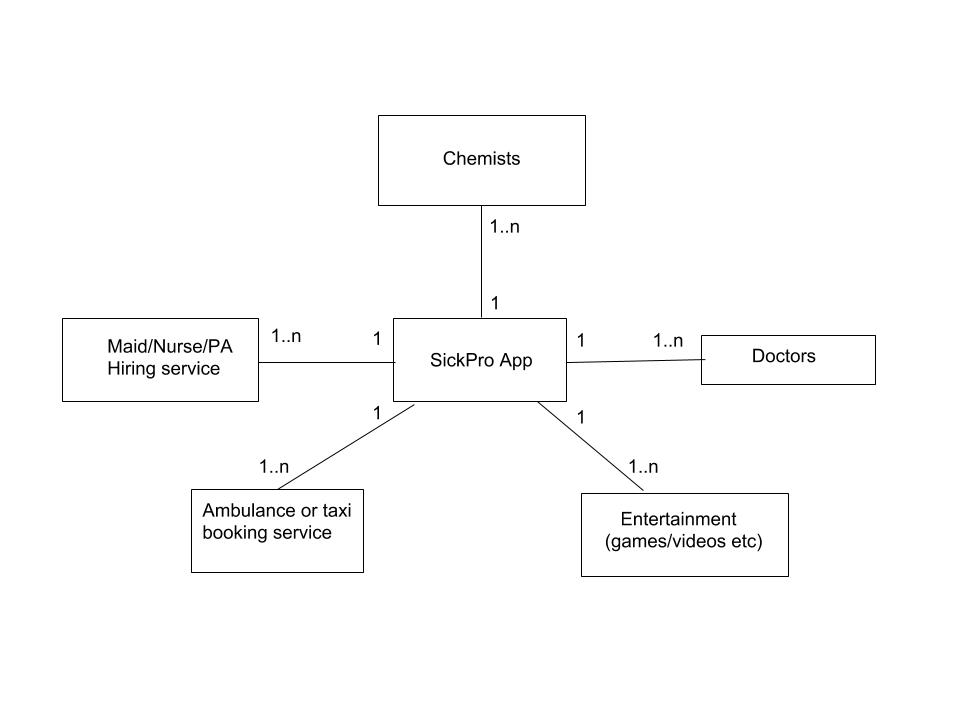 Chemists
1..n
1
Maid/Nurse/PA
Hiring service
1..n
1
SickPro App
1
1..n
Doctors
1
1..n
1
1..n
Ambulance or taxi
booking service
Entertainment
(games/videos etc)